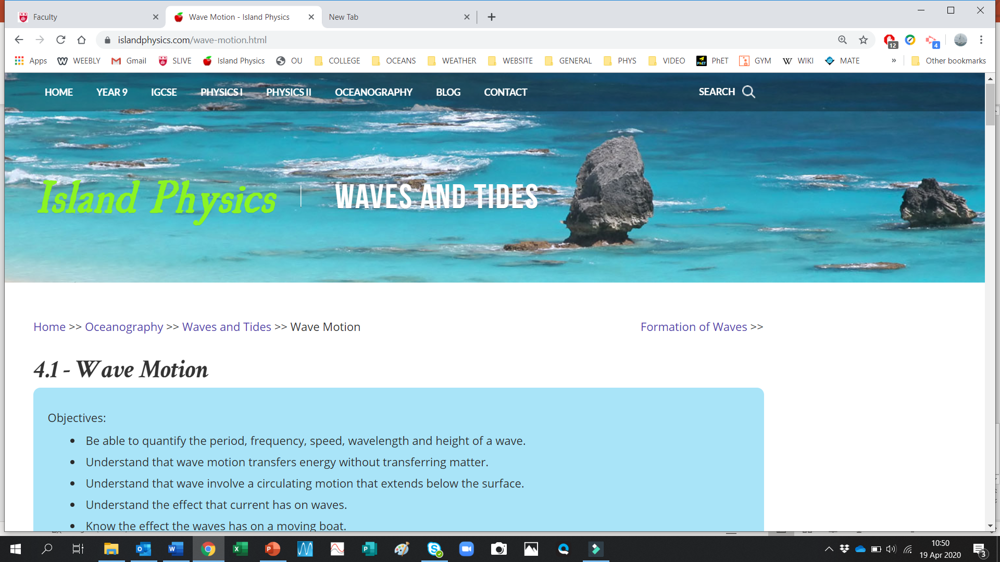 Faculty
Wave Motion - Island Physics
New Tab
islandphysics.com/wave-motion.html
12
4
Apps
WEEBLY
Gmail
SLIVE
Island Physics
OU
COLLEGE
OCEANS
WEATHER
WEBSITE
GENERAL
PHYS
VIDEO
PhET
PhET
GYM
W WIKI
MATE
»
Other bookmarks
HOME
YEAR 9
IGCSE
PHYSICS I
PHYSICS II
OCEANOGRAPHY
BLOG
CONTACT
SEARCH
Island Physics
WAVES AND TIDES
Home >> Oceanography >> Waves and Tides >> Wave Motion
Formation of Waves >>
4.1 - Wave Motion
Objectives:
• Be able to quantify the period, frequency, speed, wavelength and height of a wave.
• Understand that wave motion transfers energy without transferring matter.
• Understand that wave involve a circulating motion that extends below the surface.
• Understand the effect that current has on waves.
• Know the effect the waves has on a moving boat.
10:50
19 Apr 2020
3